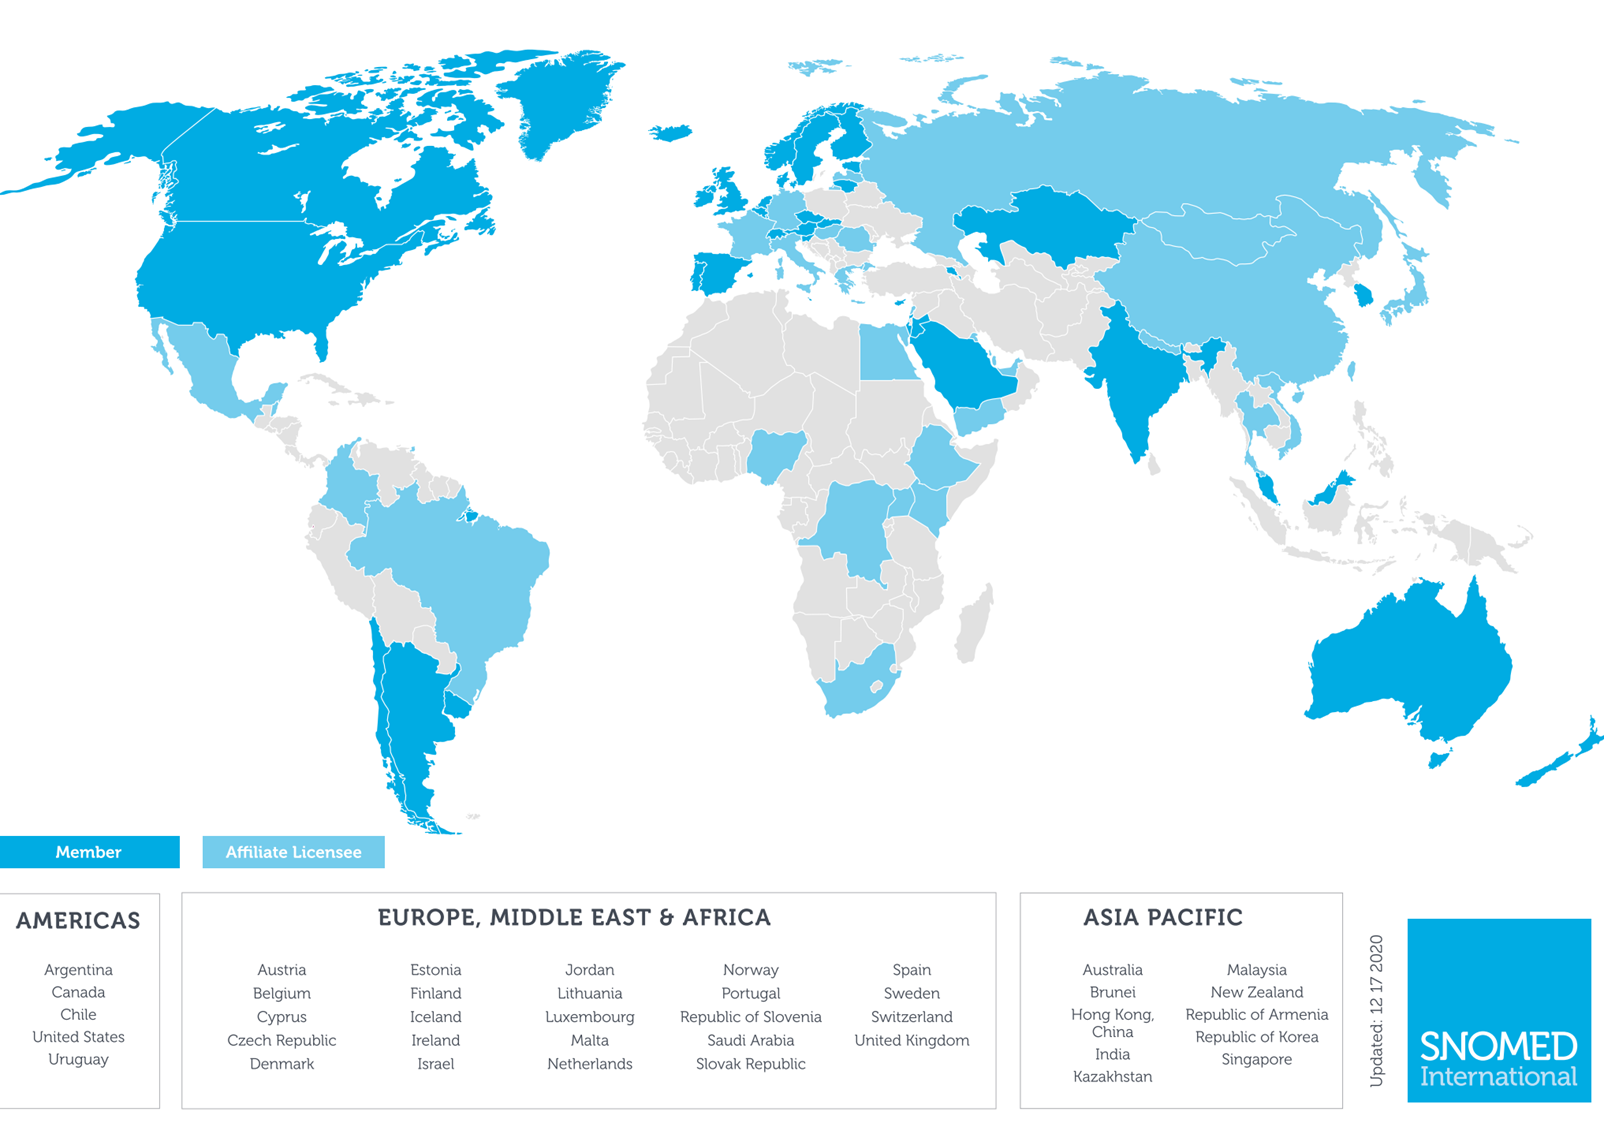 Member
Affiliate Licensee
AMERICAS
Argentina
Canada
Chile
United States
Uruguay
EUROPE, MIDDLE EAST & AFRICA
Austria
Belgium
Cyprus
Czech Republic
Denmark
Estonia
Finland
Iceland
Ireland
Israel
Jordan
Lithuania
Luxembourg
Malta
Netherlands
Norway
Portugal
Republic of Slovenia
Saudi Arabia
Slovak Republic
Spain
Sweden
Switzerland
United Kingdom
ASIA PACIFIC
Australia
Brunei
Hong Kong,
China
India
Kazakhstan
Malaysia
New Zealand
Republic of Armenia
Republic of Korea
Singapore
Updated: 12 17 2020
SNOMED
International